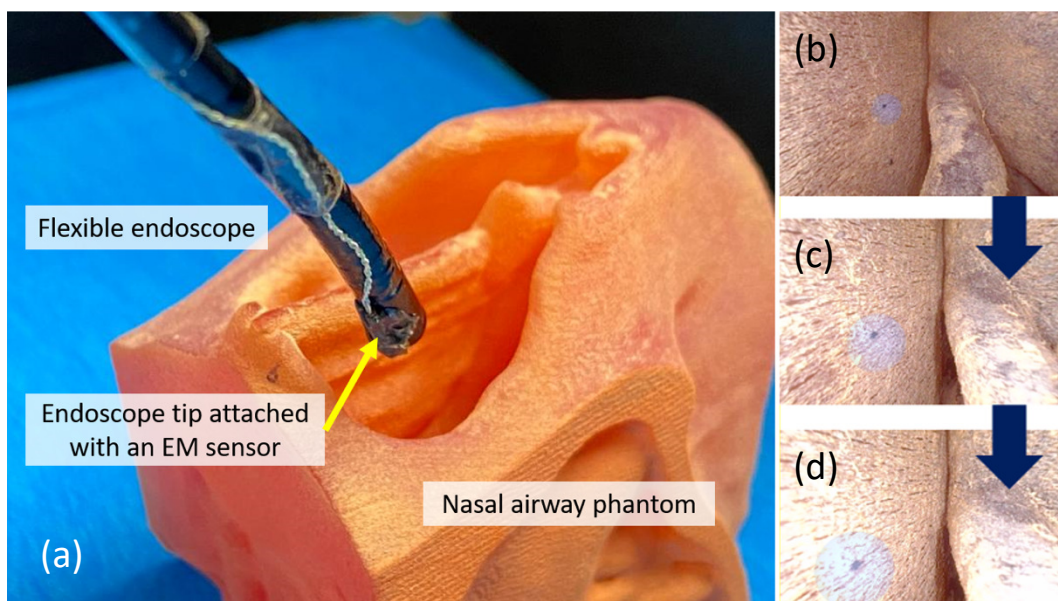 (a)
Flexible endoscope
Endoscope tip attached
with an EM sensor
Nasal airway phantom
(b)
(c)
(d)